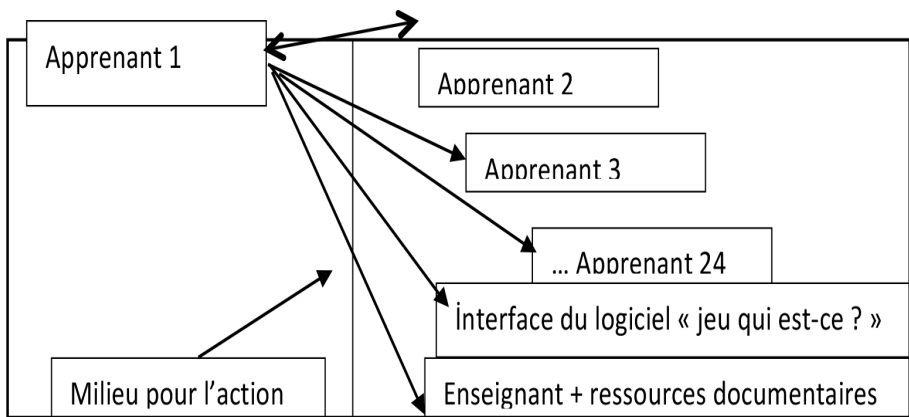 Apprenant 1
Apprenant 2
Apprenant 3
... Apprenant 24
İnterface du logiciel « jeu qui est-ce ? »
Milieu pour l’action
Enseignant + ressources documentaires